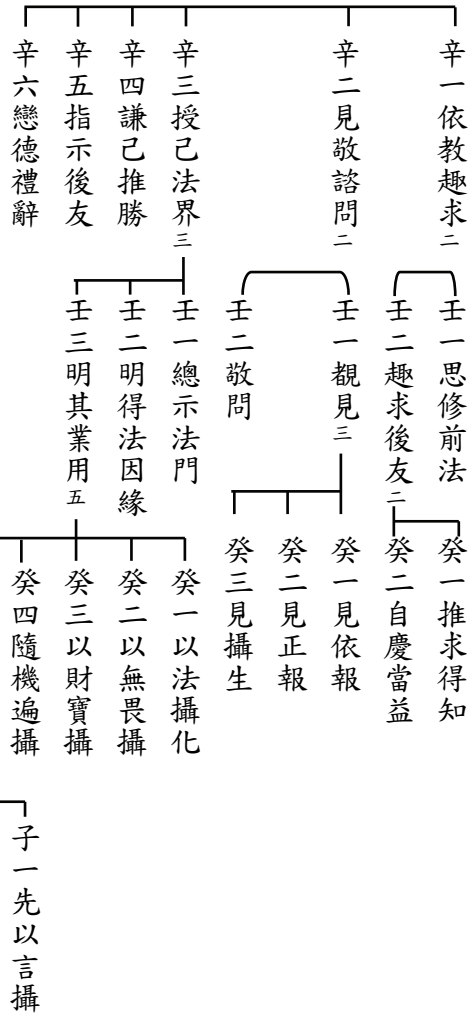 辛一依教趣求二
壬一思修前法
壬二趣求後友二
癸一推求得知
癸二自慶當益
辛二見敬諮問二
壬一覩見三
癸一見依報
癸二見正報
癸三見攝生
壬二敬問
辛三授己法界三
壬一總示法門
壬二明得法因緣
壬三明其業用五
癸一以法攝化
癸二以無畏攝
癸三以財寶攝
癸四隨機遍攝
子一先以言攝
辛四謙己推勝
辛五指示後友
辛六戀德禮辭